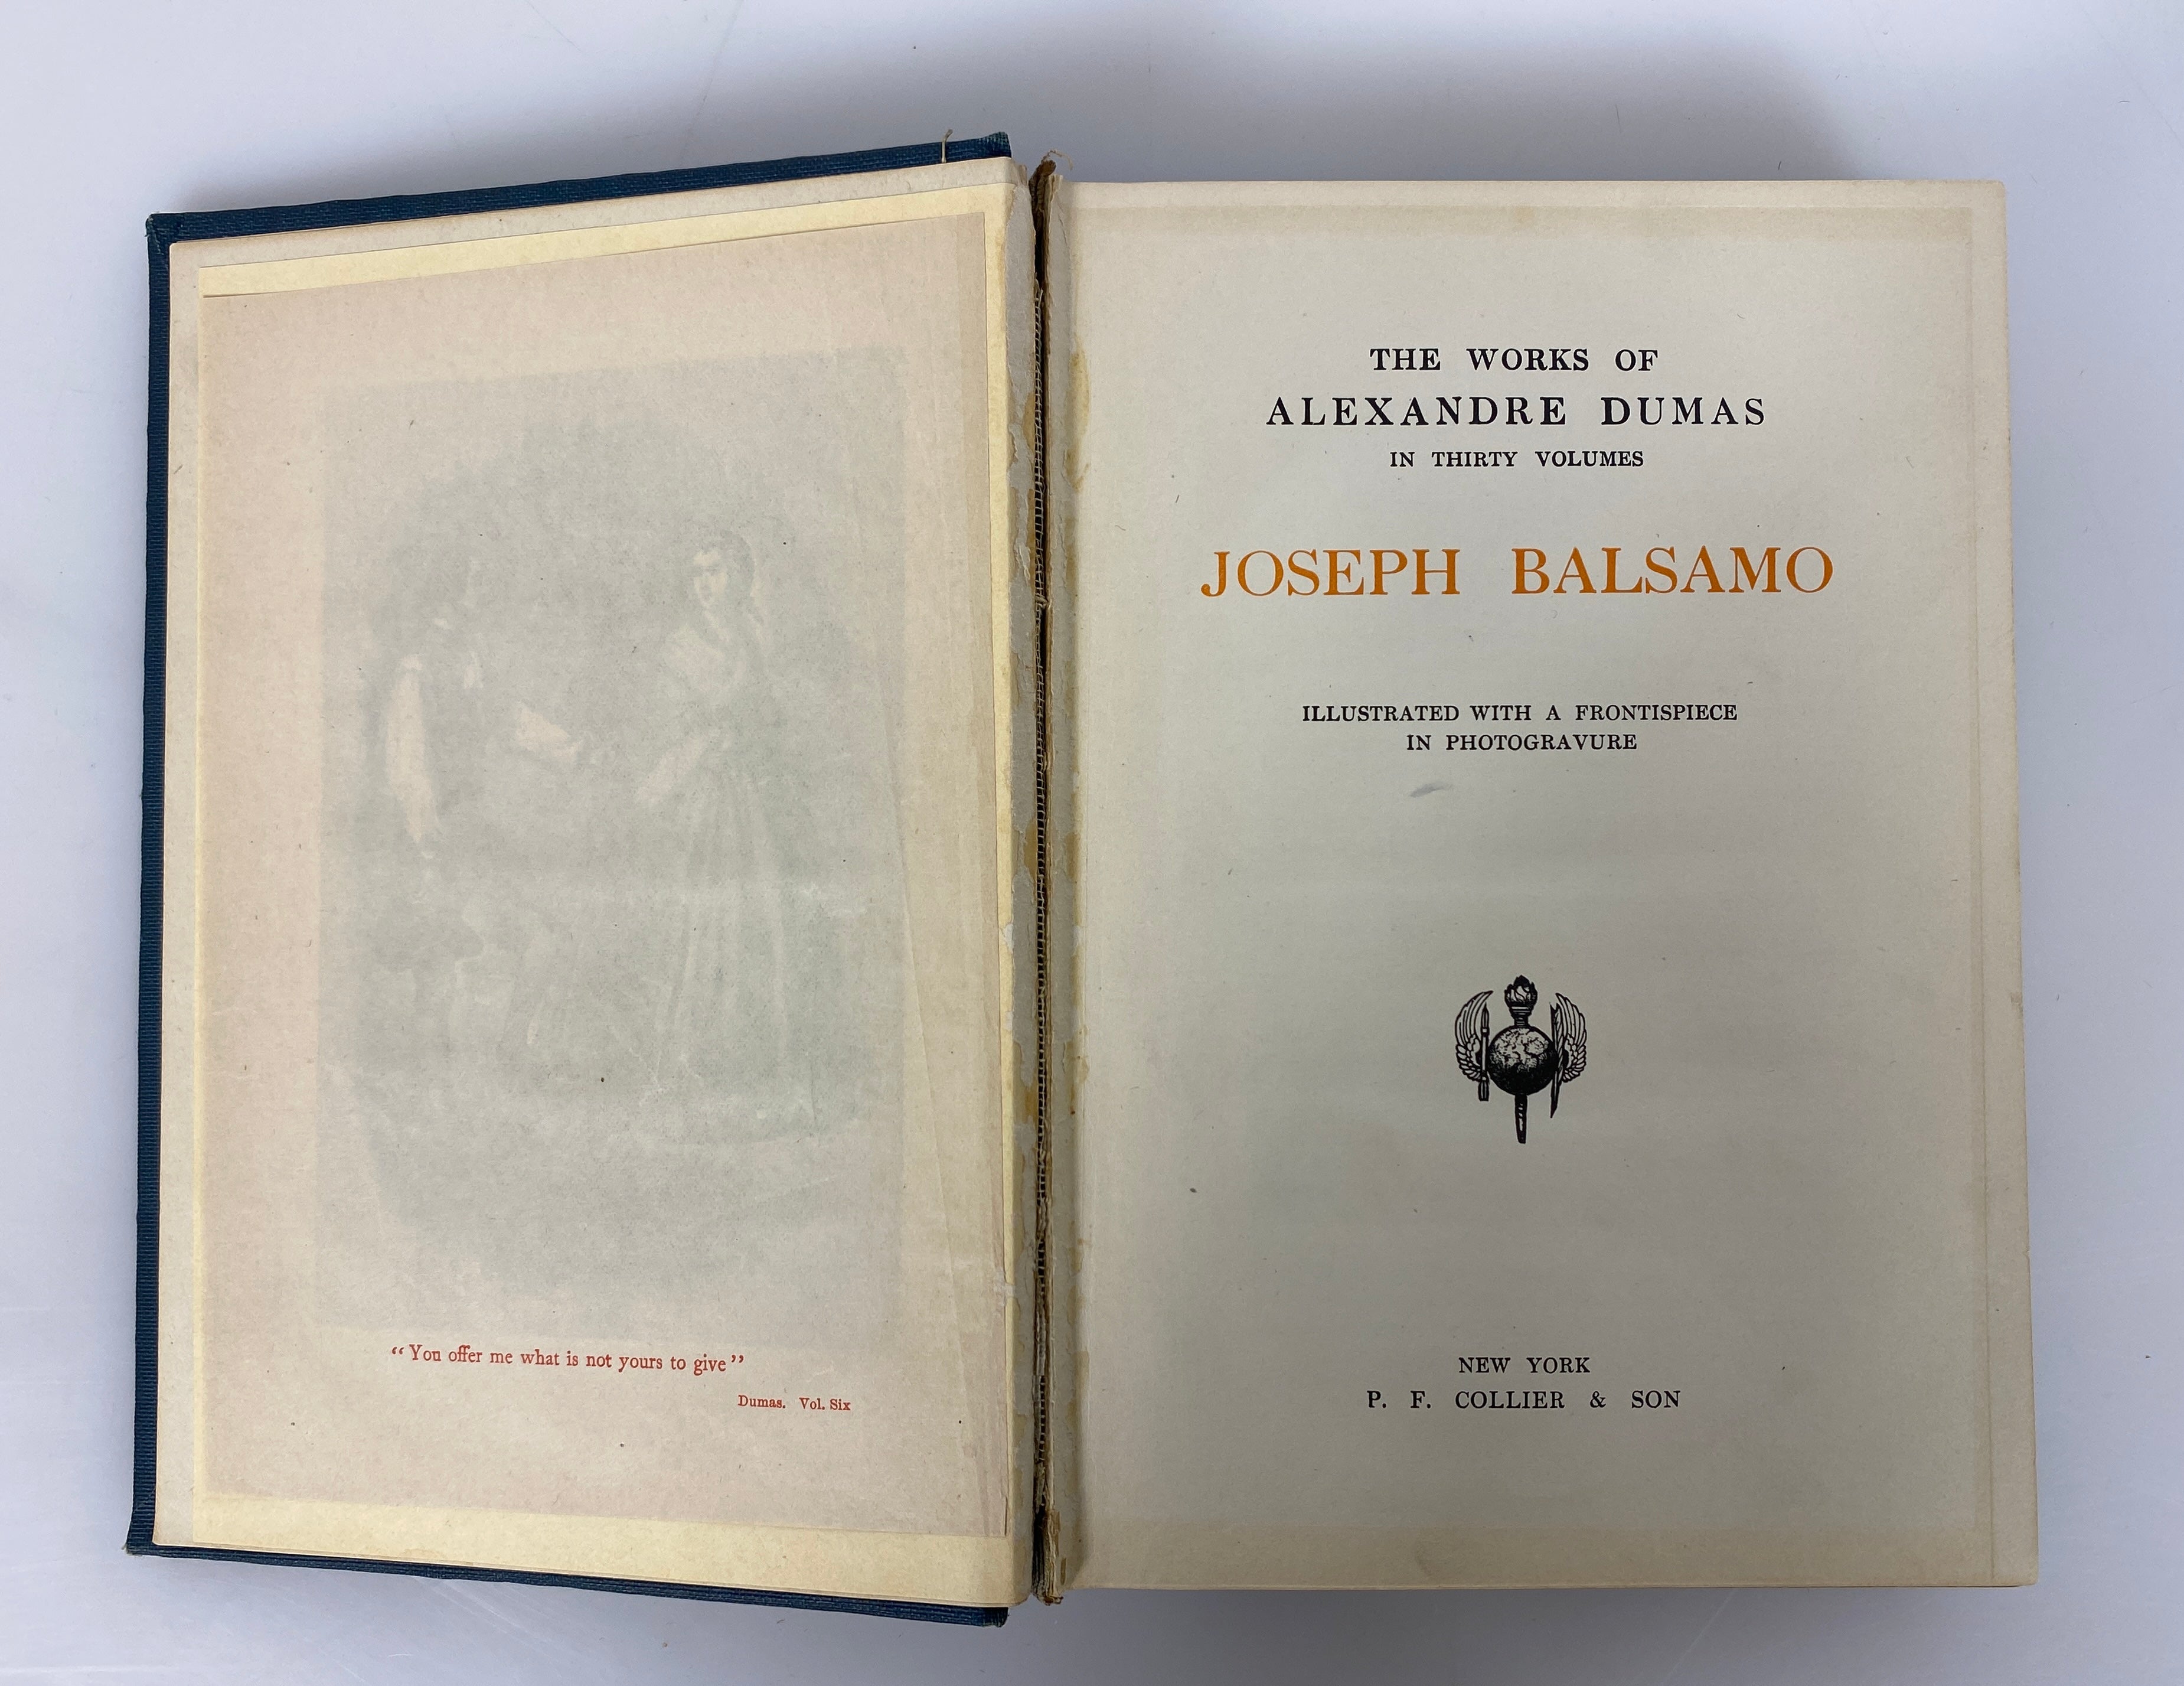 “You offer me what is not yours to give”
Dumas. Vol. Six
THE WORKS OF
ALEXANDRE DUMAS
IN THIRTY VOLUMES
JOSEPH BALSAMO
ILLUSTRATED WITH A FRONTISPIECE
IN PHOTOGRAVURE
NEW YORK
P. F. COLLIER & SON